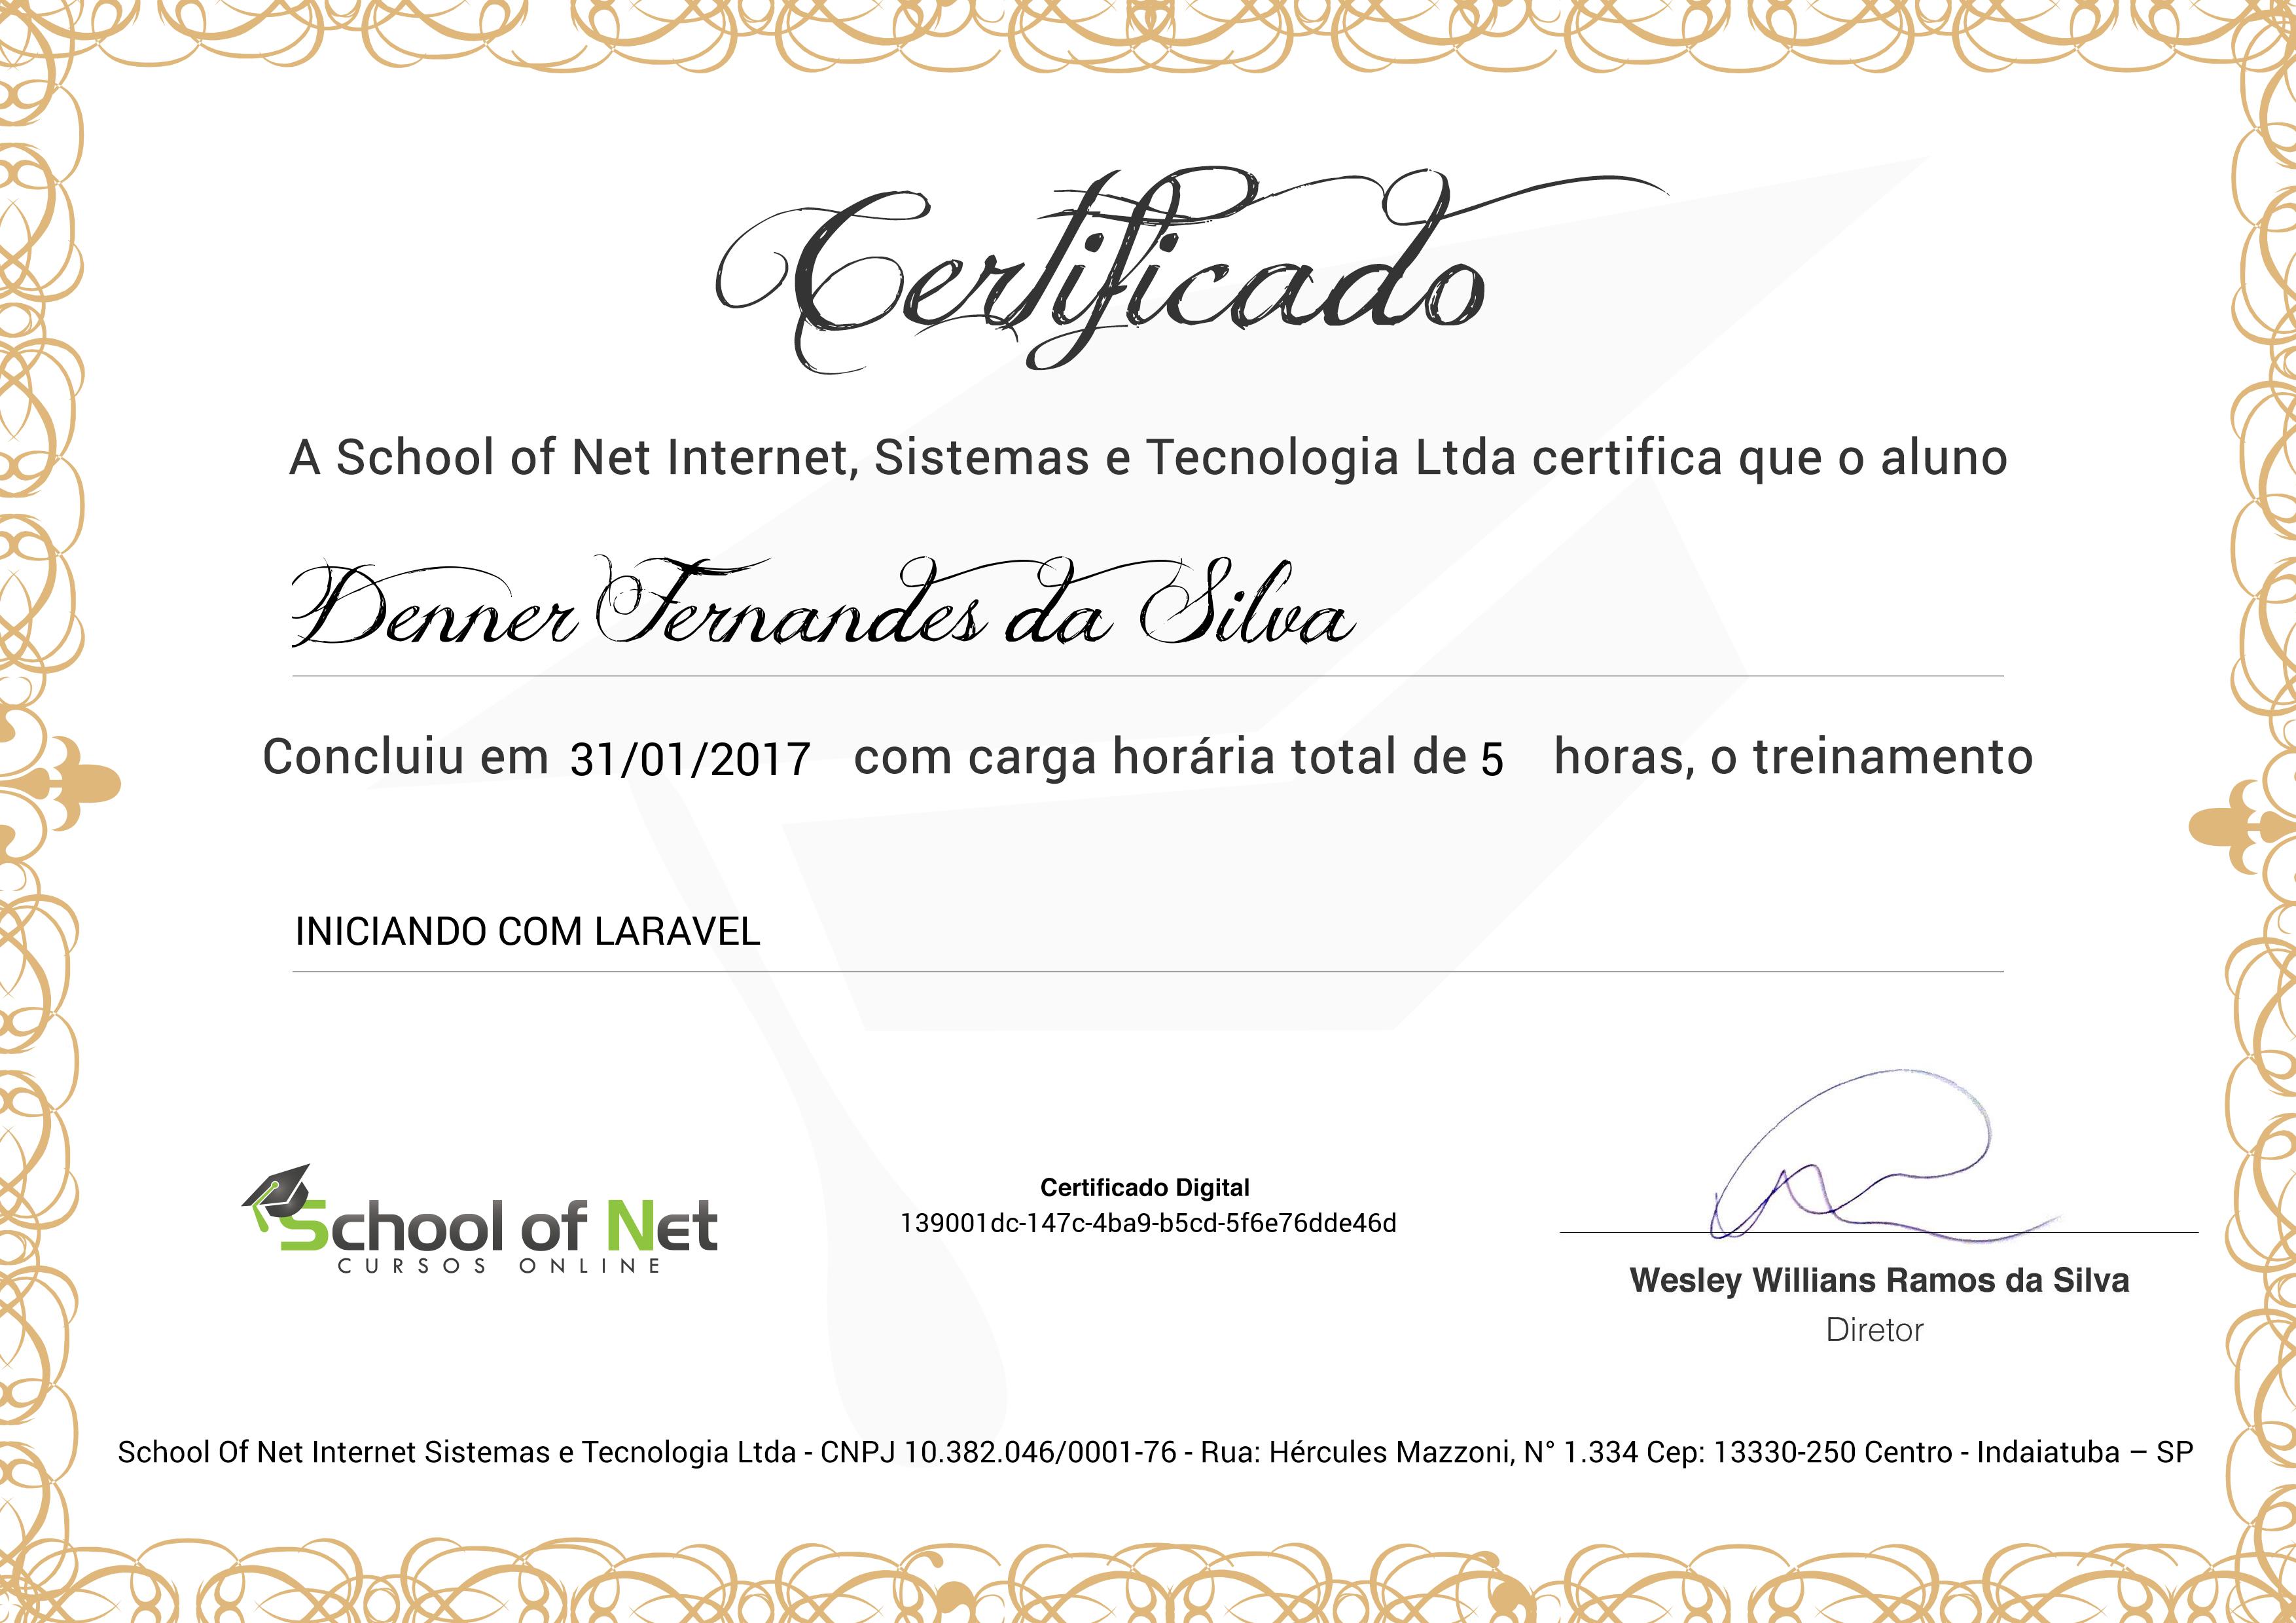 Certificado
A School of Net Internet, Sistemas e Tecnologia Ltda certifica que o aluno
Denner Fernandes da Silva
Concluiu em 31/01/2017 com carga horária total de 5 horas, o treinamento
INICIANDO COM LARAVEL
School of Net
CURSOS ONLINE
Certificado Digital
139001dc-147c-4ba9-b5cd-5f6e76dde46d
Wesley Willians Ramos da Silva
Diretor
School Of Net Internet Sistemas e Tecnologia Ltda - CNPJ 10.382.046/0001-76 - Rua: Hércules Mazzoni, N° 1.334 Cep: 13330-250 Centro - Indaiatuba – SP